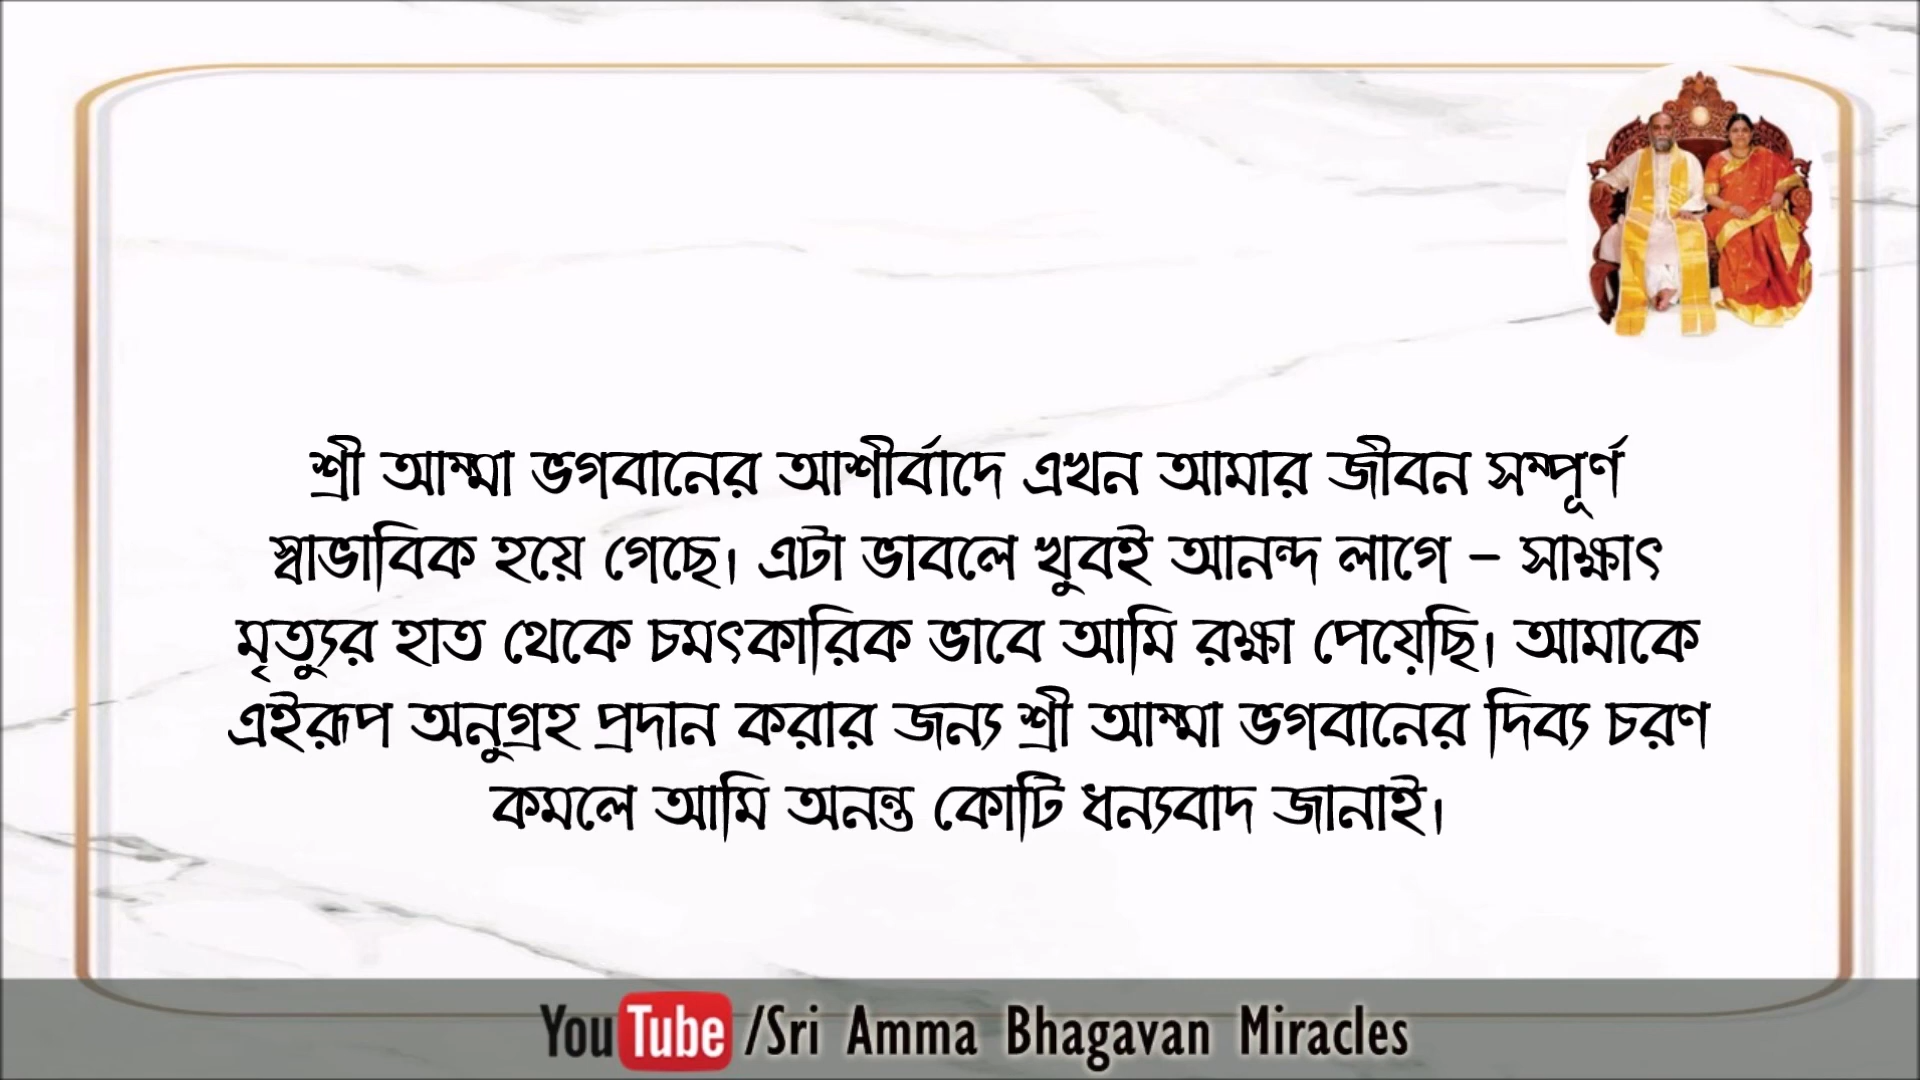 শ্রী আম্মা ভগবানের আশীর্বাদে এখন আমার জীবন সম্পূর্ণ
স্বাভাবিক হয়ে গেছে। এটা ভাবলে খুবই আনন্দ লাগে – সাক্ষাৎ
মৃত্যুর হাত থেকে চমৎকারিক ভাবে আমি রক্ষা পেয়েছি। আমাকে
এইরূপ অনুগ্রহ প্রদান করার জন্য শ্রী আম্মা ভগবানের দিব্য চরণ
কমলে আমি অনন্ত কোটি ধন্যবাদ জানাই।
YouTube /Sri Amma Bhagavan Miracles